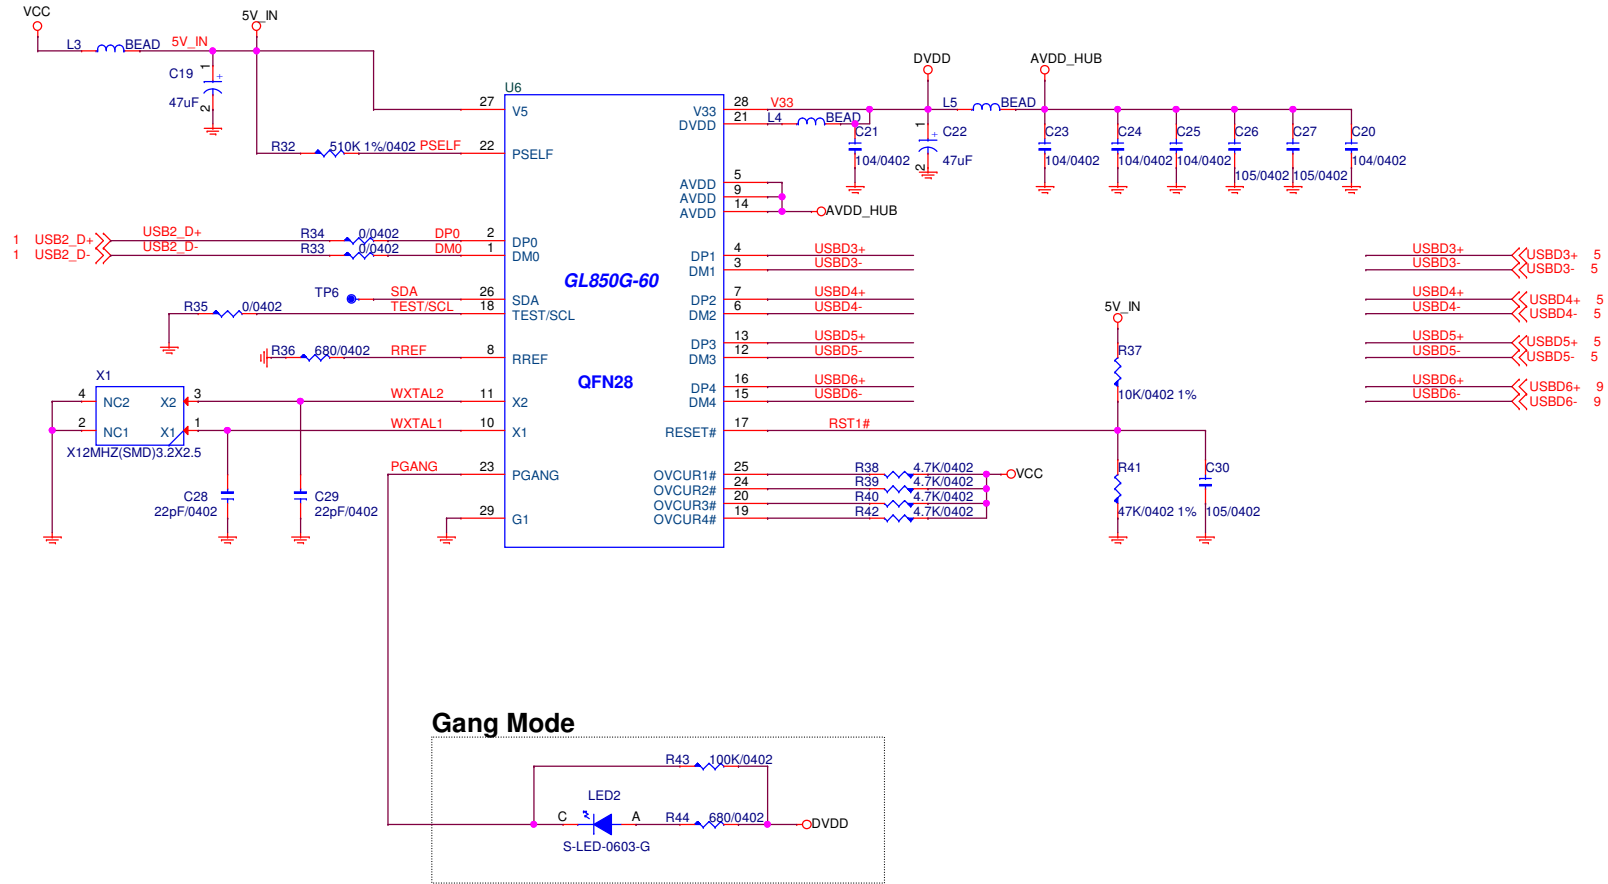 VCC
5V_IN
L3 BEAD 5V_IN
C19
1
+
47uF
2
DVDD
AVDD_HUB
U6
27 V5
V33 28 V33
DVDD 21 L4 BEAD
L5 BEAD
C21
104/0402
1
C22
+
47uF
2
C23
104/0402
C24
104/0402
C25
104/0402
C26
105/0402
C27
105/0402
C20
104/0402
R32 510K 1%/0402 PSELF 22 PSELF
AVDD 5
AVDD 9
AVDD 14 AVDD_HUB
1 USB2_D+ USB2_D+ R34 0/0402 DP0 2 DP0
1 USB2_D- USB2_D- R33 0/0402 DM0 1 DM0
DP1 4 USBD3+ USBD3+ USBD3+ 5
DM1 3 USBD3- USBD3- USBD3- 5
GL850G-60
TP6 SDA 26 SDA
R35 0/0402 TEST/SCL 18 TEST/SCL
DP2 7 USBD4+ USBD4+ USBD4+ 5
DM2 6 USBD4- USBD4- USBD4- 5
5V_IN
DP3 13 USBD5+ USBD5+ USBD5+ 5
DM3 12 USBD5- USBD5- USBD5- 5
R36 680/0402 RREF 8 RREF
R37
10K/0402 1%
QFN28
DP4 16 USBD6+ USBD6+ USBD6+ 9
DM4 15 USBD6- USBD6- USBD6- 9
X1
4 NC2 X2 3 WXTAL2 11 X2
2 NC1 X1 1 WXTAL1 10 X1
X12MHZ(SMD)3.2X2.5
RESET# 17 RST1#
PGANG 23 PGANG
C28
22pF/0402
C29
22pF/0402
29 G1
OVCUR1# 25 R38 4.7K/0402 VCC
OVCUR2# 24 R39 4.7K/0402
OVCUR3# 20 R40 4.7K/0402
OVCUR4# 19 R42 4.7K/0402
R41
47K/0402 1%
C30
105/0402
Gang Mode
R43 100K/0402
LED2
C A R44 680/0402 DVDD
S-LED-0603-G